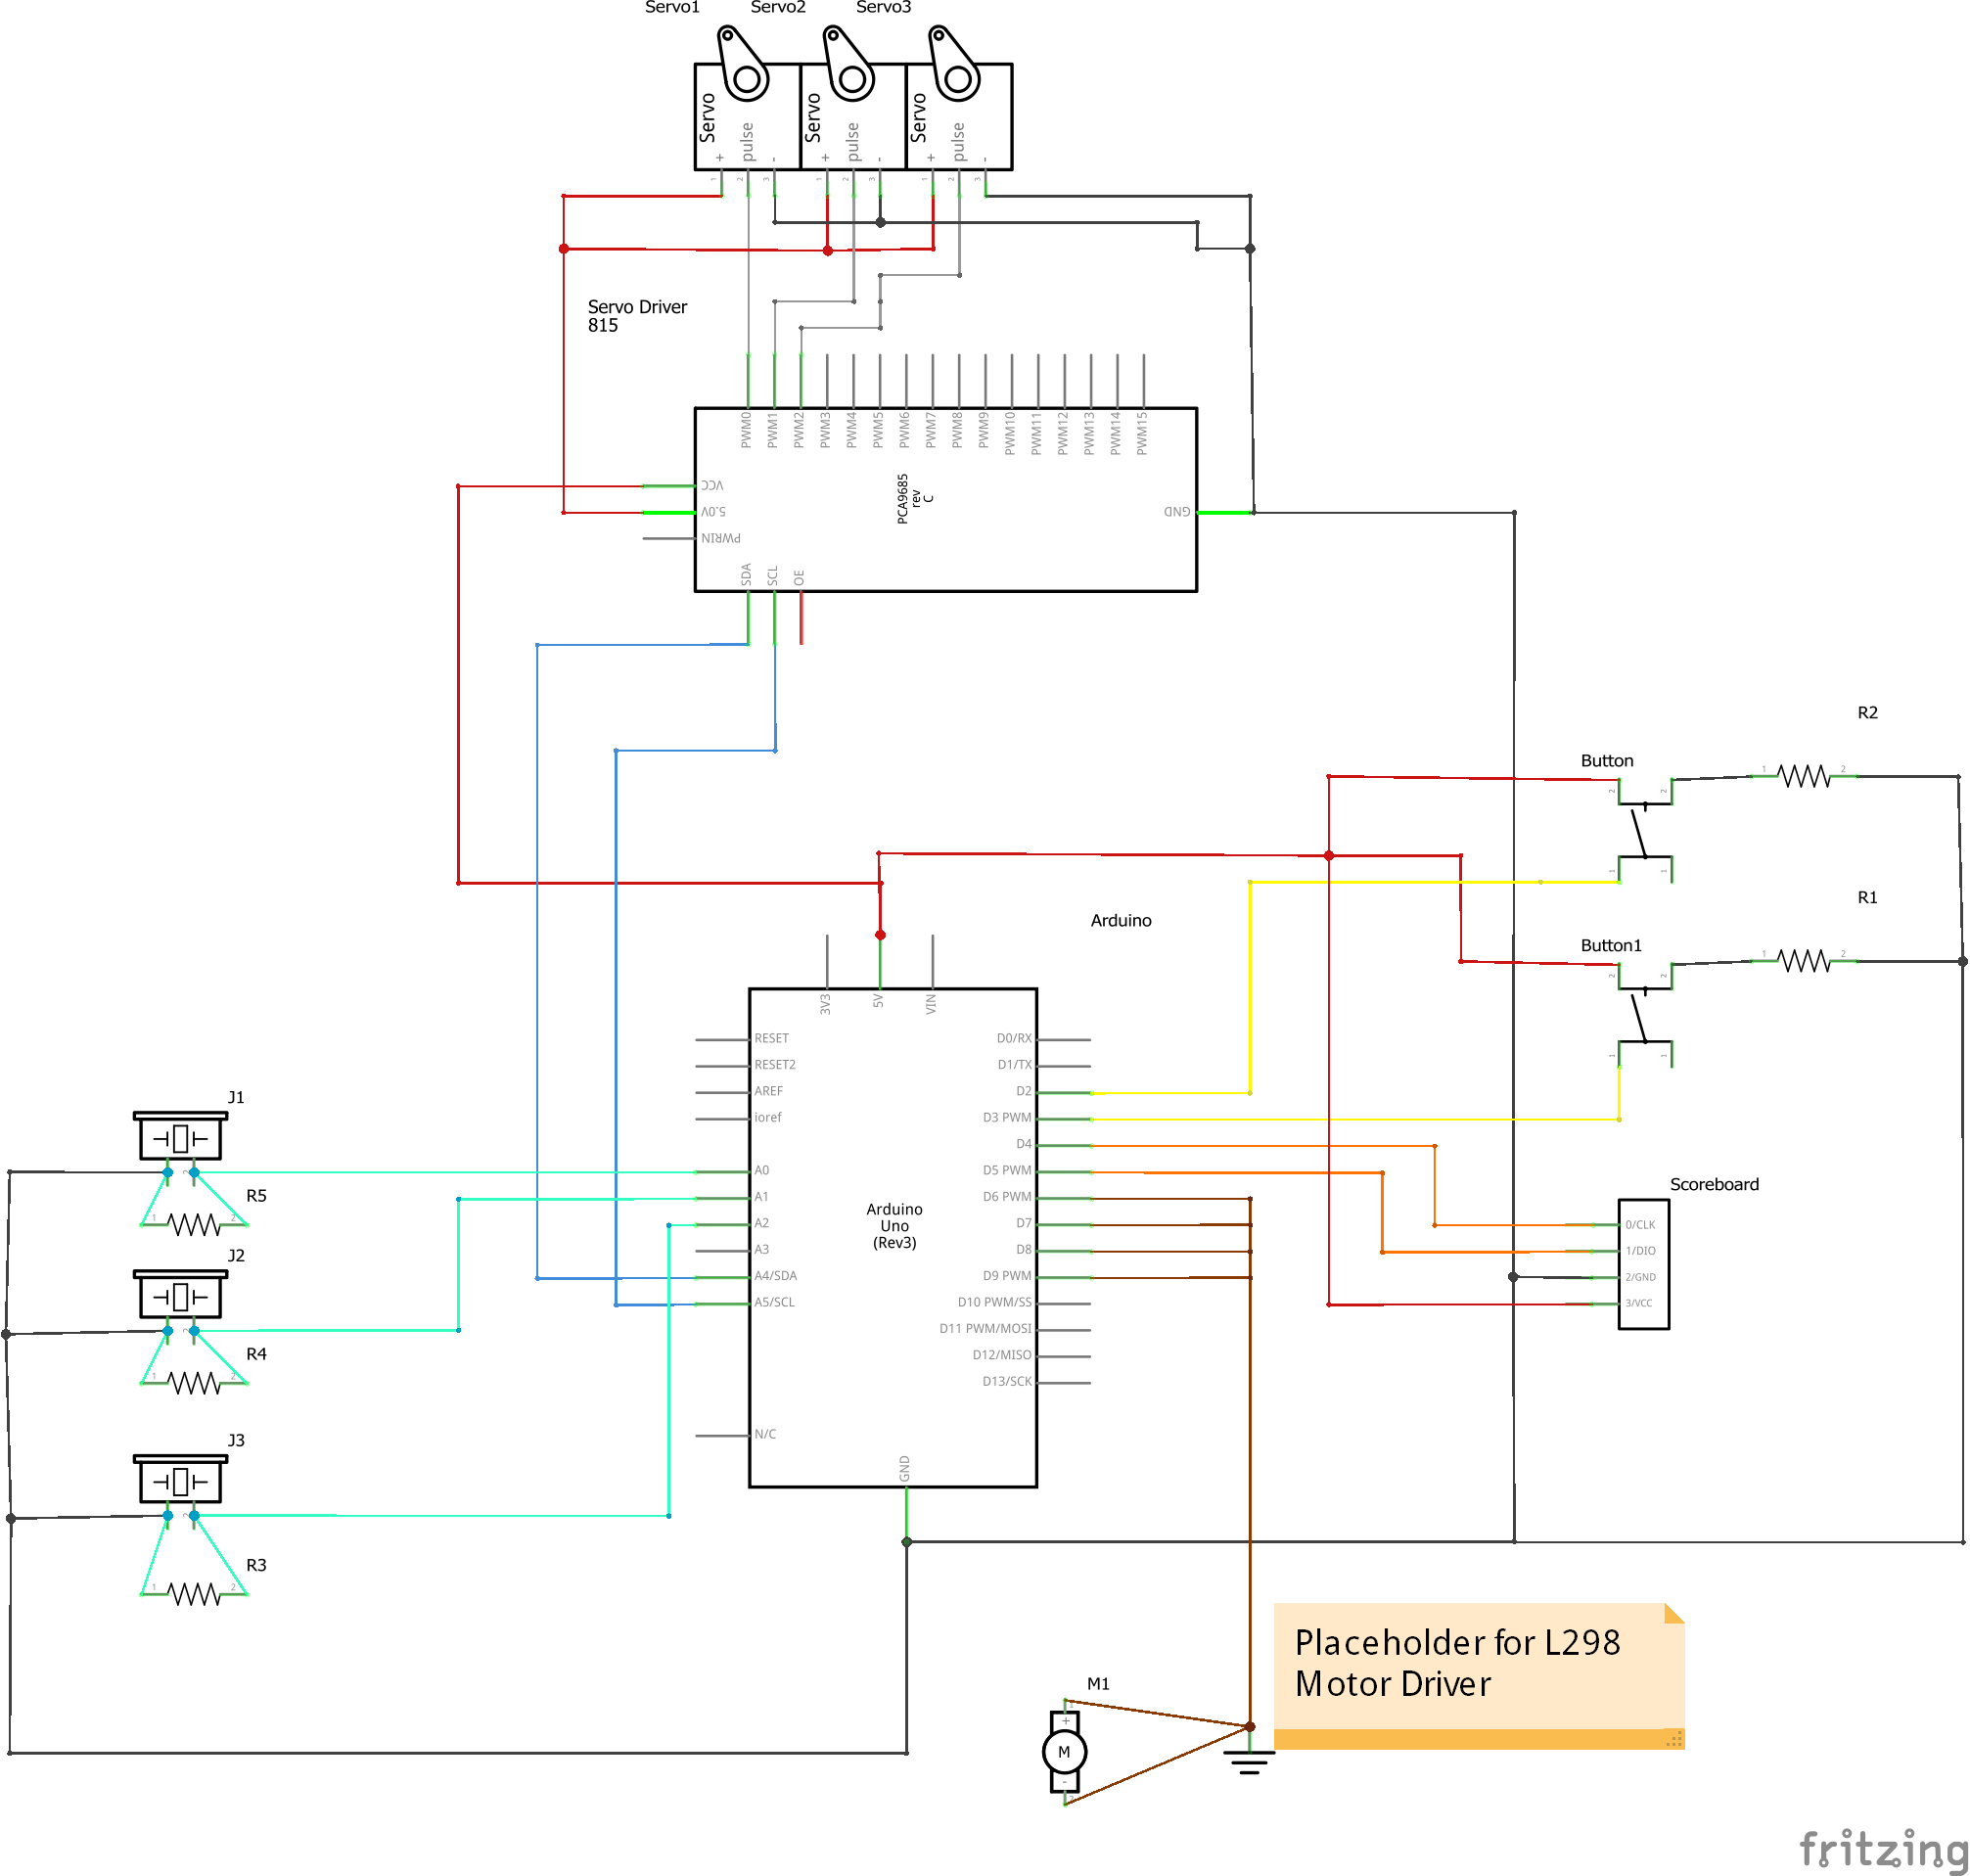 Servo1 Servo2 Servo3
Servo Servo Servo
+ pulse - + pulse - + pulse -
1 2 3 1 2 3 1 2 3
Servo Driver
815
PWM0 PWM1 PWM2 PWM3 PWM4 PWM5 PWM6 PWM7 PWM8 PWM9 PWM10 PWM11 PWM12 PWM13 PWM14 PWM15
VCC
5.0V
PWRIN
PCA9685
rev
C
GND
SDA SCL OE
R2
Button
1 2
2 2
1 1
R1
Button1
1 2
2 2
1 1
Arduino
3V3 5V VIN
RESET
RESET2
AREF
ioref
A0
A1
A2
A3
A4/SDA
A5/SCL
N/C
Arduino
Uno
(Rev3)
D0/RX
D1/TX
D2
D3 PWM
D4
D5 PWM
D6 PWM
D7
D8
D9 PWM
D10 PWM/SS
D11 PWM/MOSI
D12/MISO
D13/SCK
GND
J1
2
R5
1 2
J2
2
R4
1 2
J3
2
R3
1 2
Scoreboard
0/CLK
1/DIO
2/GND
3/VCC
Placeholder for L298
Motor Driver
M1
1
+
M
-
2
fritzing